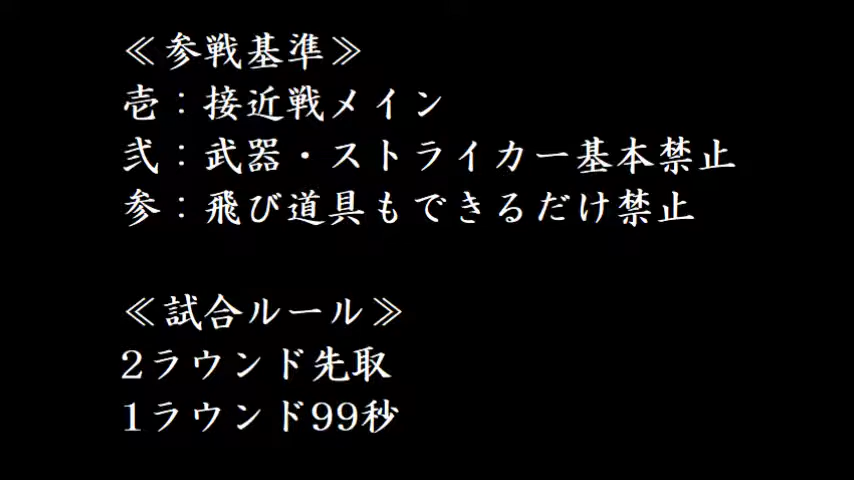 ≪参戦基準≫
壱：接近戦メイン
弐：武器・ストライカー基本禁止
参：飛び道具もできるだけ禁止
≪試合ルール≫
2ラウンド先取
1ラウンド99秒